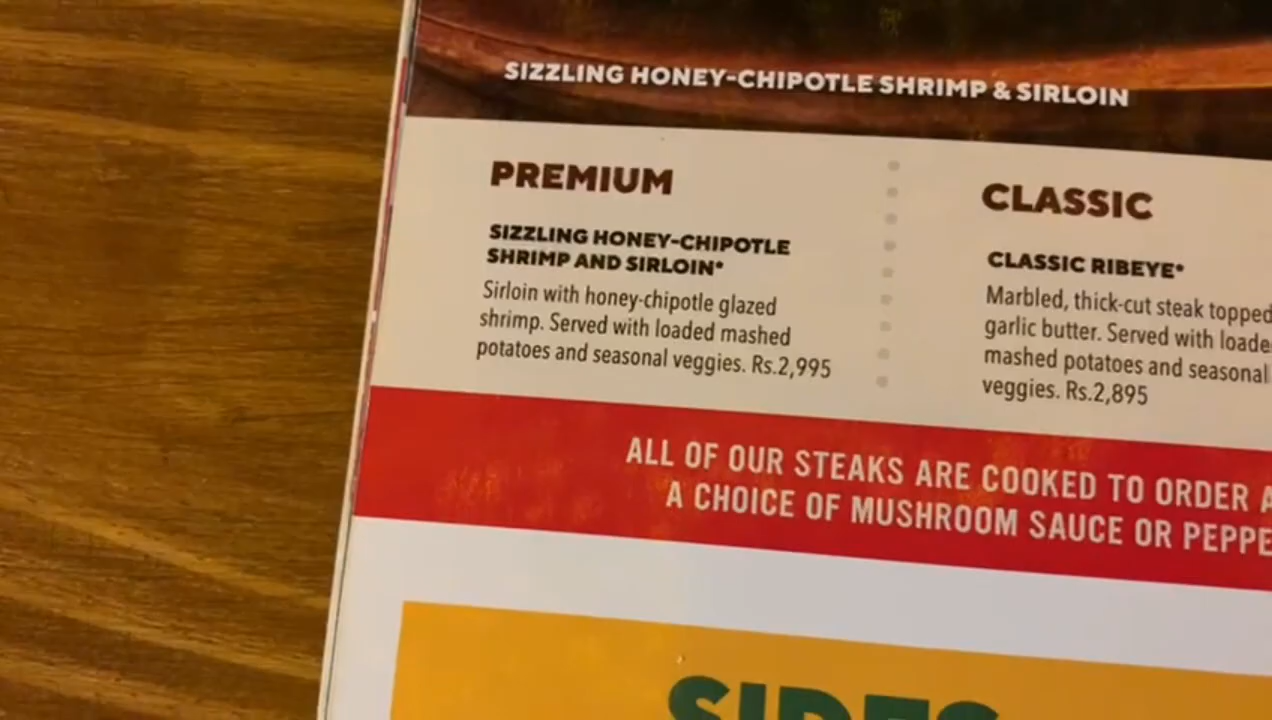 SIZZLING HONEY-CHIPOTLE SHRIMP & SIRLOIN
PREMIUM
SIZZLING HONEY-CHIPOTLE
SHRIMP AND SIRLOIN*
Sirloin with honey-chipotle glazed
shrimp. Served with loaded mashed
potatoes and seasonal veggies. Rs.2,995
CLASSIC
CLASSIC RIBEYE*
Marbled, thick-cut steak topped
garlic butter. Served with loade
mashed potatoes and seasonal
veggies. Rs.2,895
ALL OF OUR STEAKS ARE COOKED TO ORDER A
A CHOICE OF MUSHROOM SAUCE OR PEPPE
SIDES